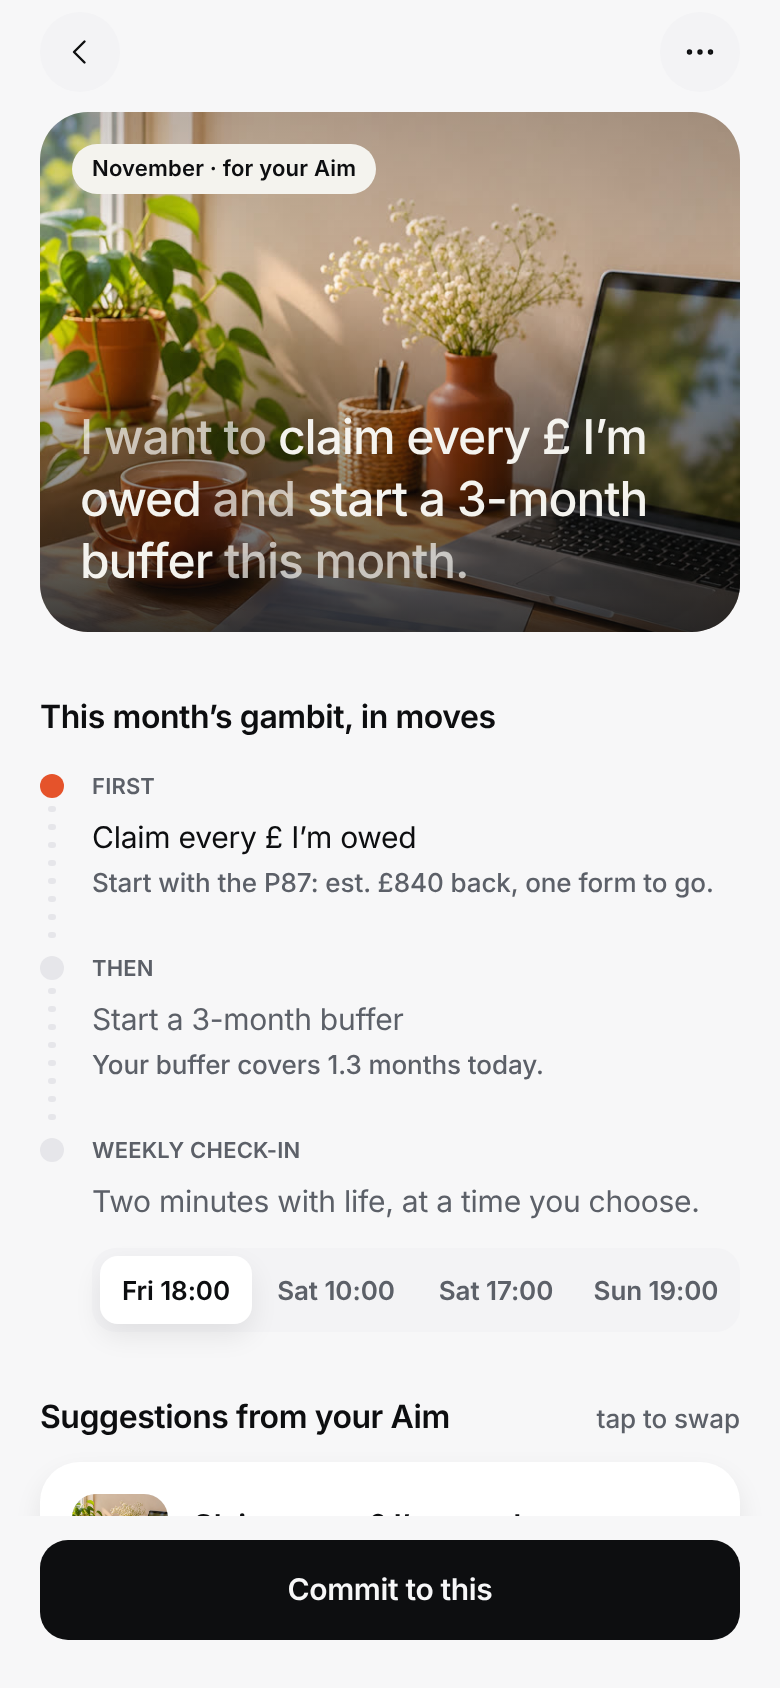 November · for your Aim
I want to claim every £ I’m
owed and start a 3-month
buffer this month.
This month’s gambit, in moves
FIRST
Claim every £ I’m owed
Start with the P87: est. £840 back, one form to go.
THEN
Start a 3-month buffer
Your buffer covers 1.3 months today.
WEEKLY CHECK-IN
Two minutes with life, at a time you choose.
Fri 18:00 Sat 10:00 Sat 17:00 Sun 19:00
Suggestions from your Aim tap to swap
Commit to this